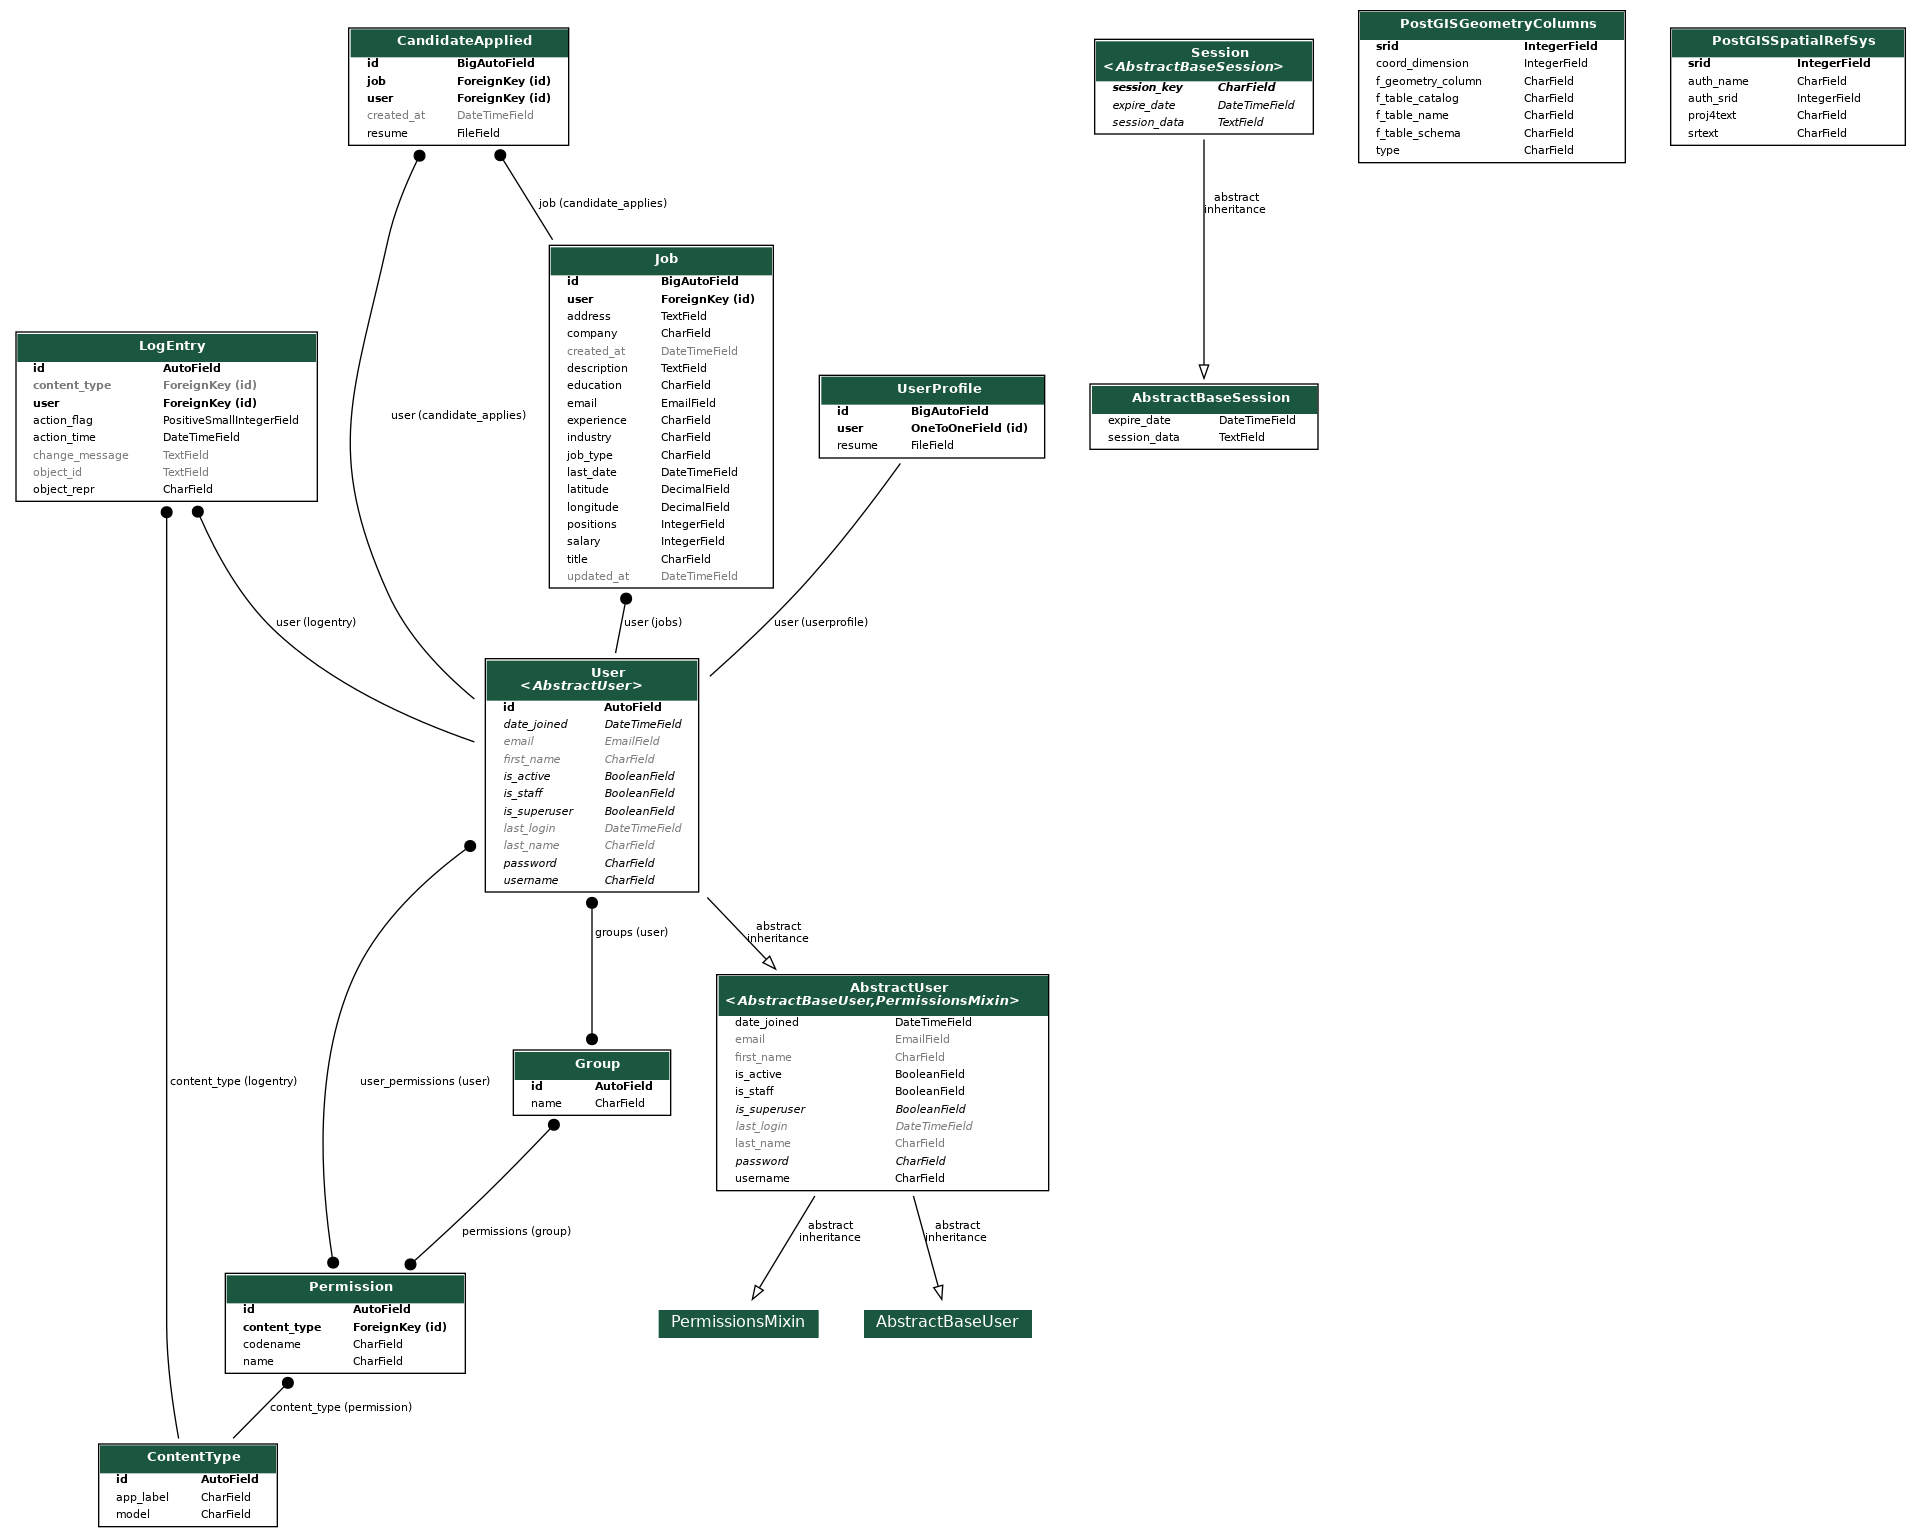 CandidateApplied
id BigAutoField
job ForeignKey (id)
user ForeignKey (id)
created_at DateTimeField
resume FileField
Session
<AbstractBaseSession>
session_key CharField
expire_date DateTimeField
session_data TextField
PostGISGeometryColumns
srid IntegerField
coord_dimension IntegerField
f_geometry_column CharField
f_table_catalog CharField
f_table_name CharField
f_table_schema CharField
type CharField
PostGISSpatialRefSys
srid IntegerField
auth_name CharField
auth_srid IntegerField
proj4text CharField
srtext CharField
job (candidate_applies)
abstract
inheritance
Job
id BigAutoField
user ForeignKey (id)
address TextField
company CharField
created_at DateTimeField
description TextField
education CharField
email EmailField
experience CharField
industry CharField
job_type CharField
last_date DateTimeField
latitude DecimalField
longitude DecimalField
positions IntegerField
salary IntegerField
title CharField
updated_at DateTimeField
LogEntry
id AutoField
content_type ForeignKey (id)
user ForeignKey (id)
action_flag PositiveSmallIntegerField
action_time DateTimeField
change_message TextField
object_id TextField
object_repr CharField
user (candidate_applies)
UserProfile
id BigAutoField
user OneToOneField (id)
resume FileField
AbstractBaseSession
expire_date DateTimeField
session_data TextField
user (logentry)
user (jobs)
user (userprofile)
User
<AbstractUser>
id AutoField
date_joined DateTimeField
email EmailField
first_name CharField
is_active BooleanField
is_staff BooleanField
is_superuser BooleanField
last_login DateTimeField
last_name CharField
password CharField
username CharField
groups (user)
abstract
inheritance
AbstractUser
<AbstractBaseUser,PermissionsMixin>
date_joined DateTimeField
email EmailField
first_name CharField
is_active BooleanField
is_staff BooleanField
is_superuser BooleanField
last_login DateTimeField
last_name CharField
password CharField
username CharField
content_type (logentry)
user_permissions (user)
Group
id AutoField
name CharField
permissions (group)
abstract
inheritance
abstract
inheritance
Permission
id AutoField
content_type ForeignKey (id)
codename CharField
name CharField
PermissionsMixin
AbstractBaseUser
content_type (permission)
ContentType
id AutoField
app_label CharField
model CharField